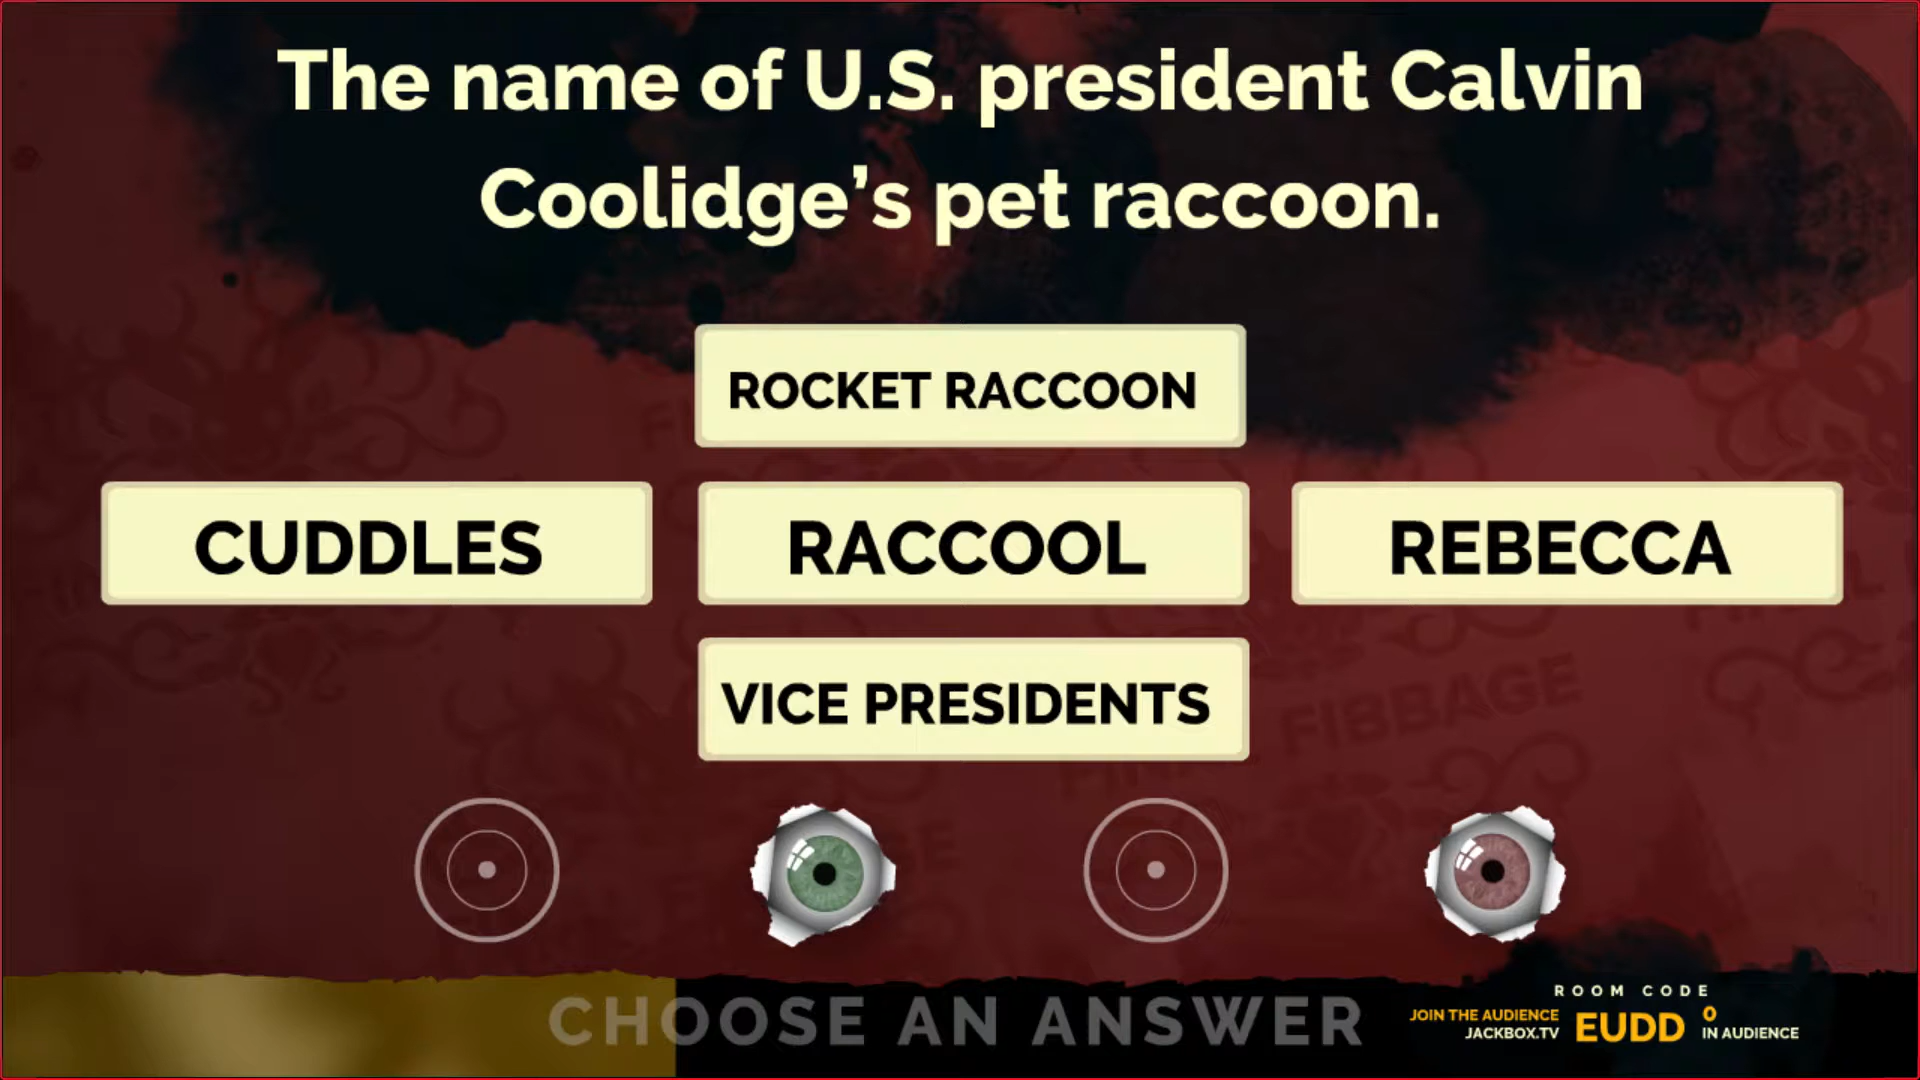 The name of U.S. president Calvin
Coolidge's pet raccoon.
ROCKET RACCOON
CUDDLES
RACCOOL
REBECCA
VICE PRESIDENTS
FIBBAGE
CHOOSE AN ANSWER
ROOM CODE
JOIN THE AUDIENCE
JACKBOX.TV
EUDD
0
IN AUDIENCE